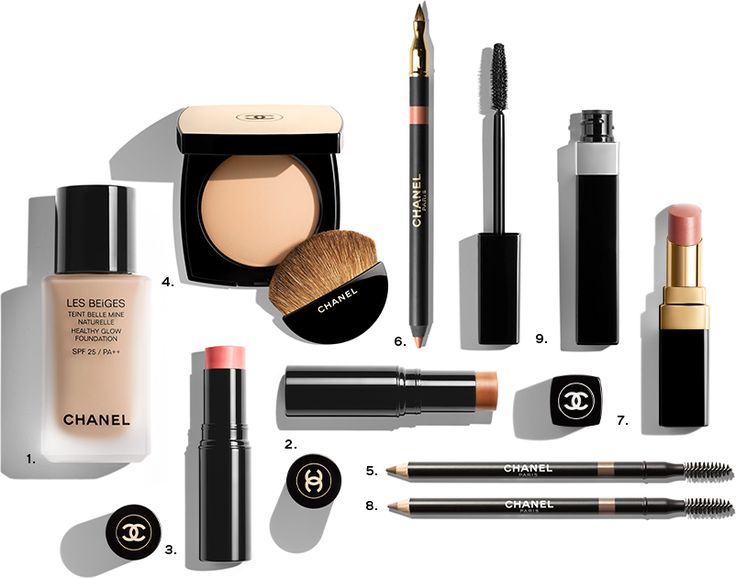 4.
LES BEIGES
TEINT BELLE MINE
NATURELLE
HEALTHY GLOW
FOUNDATION
SPF 25 / PA++
CHANEL
1.
CHANEL
CHANEL
PARIS
6.
9.
7.
2.
3.
5.
CHANEL
PARIS
8.
CHANEL
PARIS